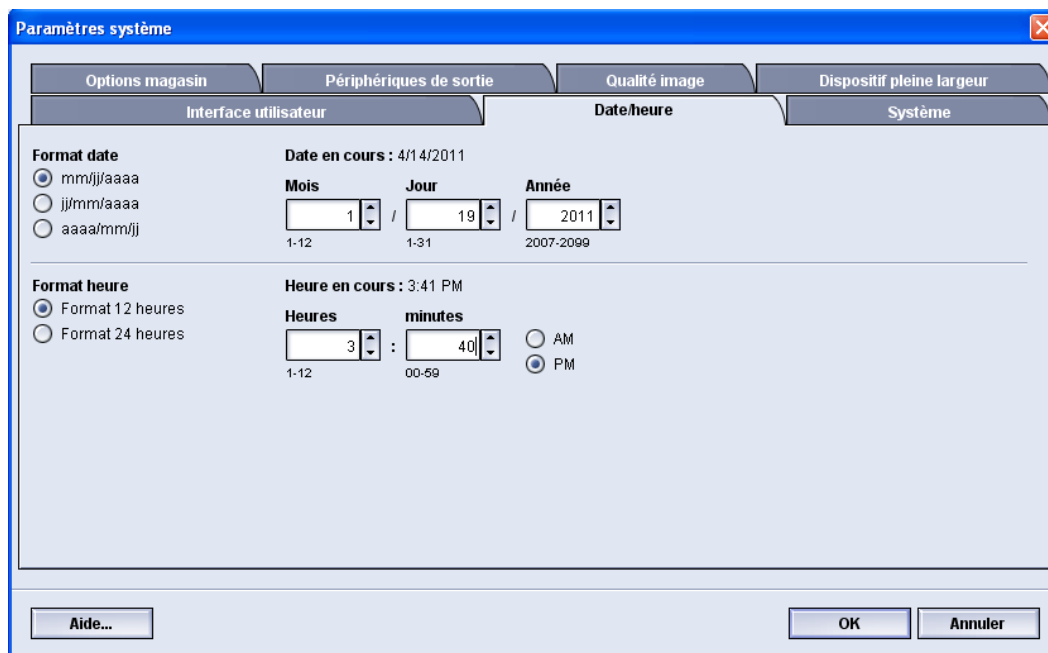 Paramètres système
Options magasin Périphériques de sortie Qualité image Dispositif pleine largeur
Interface utilisateur Date/heure Système
Format date Date en cours : 4/14/2011
mm/jj/aaaa Mois Jour Année
jj/mm/aaaa 1 / 19 / 2011
aaaa/mm/jj 1-12 1-31 2007-2099
Format heure Heure en cours : 3:41 PM
Format 12 heures Heures minutes
Format 24 heures 3 : 40 AM
1-12 00-59 PM
Aide... OK Annuler